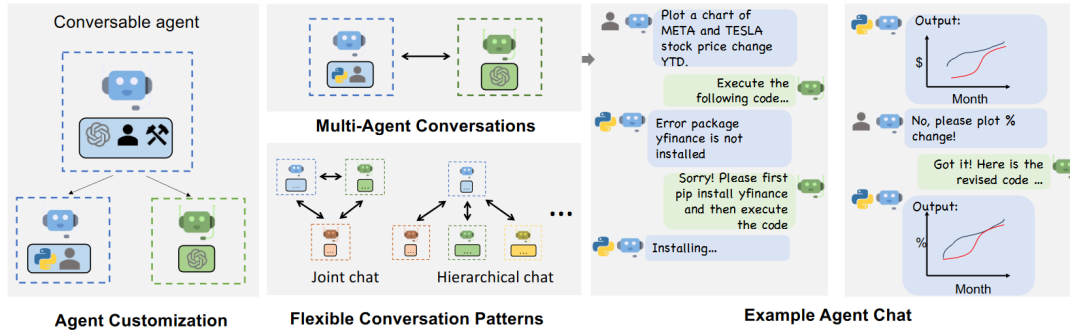 Conversable agent
Agent Customization
Multi-Agent Conversations
...
...
...
...
...
...
...
...
Joint chat
Hierarchical chat
Flexible Conversation Patterns
Plot a chart of
META and TESLA
stock price change
YTD.
Execute the
following code...
Error package
yfinance is not
installed
Sorry! Please first
pip install yfinance
and then execute
the code
Installing...
Output:
$
Month
No, please plot %
change!
Got it! Here is the
revised code ...
Output:
%
Month
Example Agent Chat